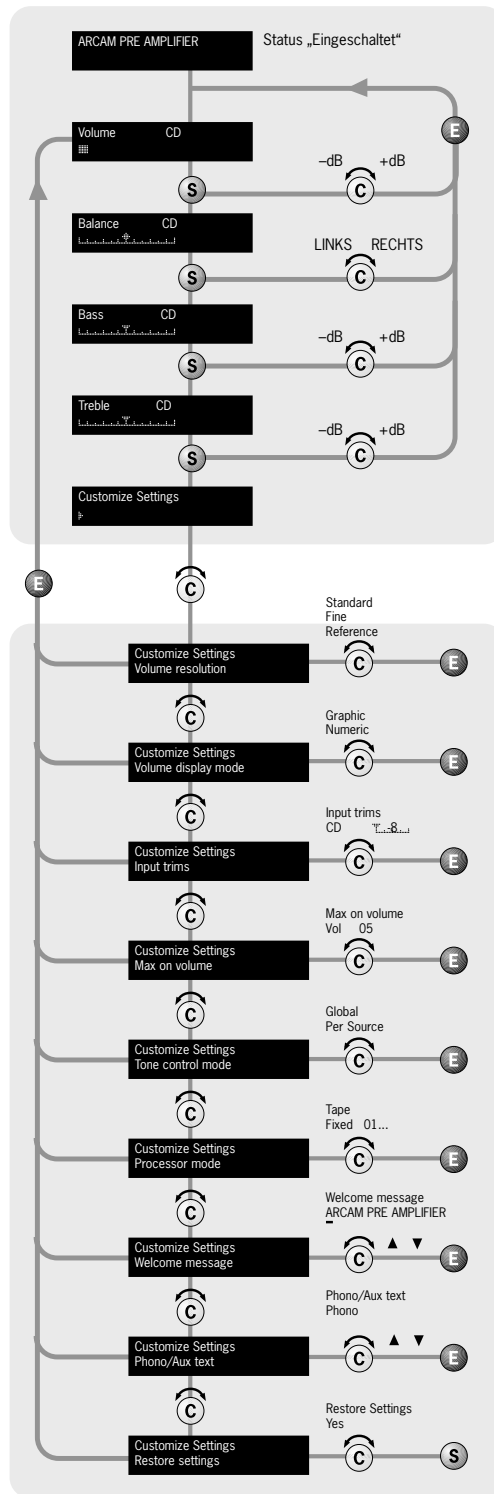 ARCAM PRE AMPLIFIER
Status „Eingeschaltet“
Volume CD
E
–dB +dB
S
C
Balance CD
LINKS RECHTS
S
C
Bass CD
–dB +dB
S
C
Treble CD
–dB +dB
S
C
Customize Settings
E
C
Standard
Fine
Reference
Customize Settings
Volume resolution
C
E
C
Graphic
Numeric
Customize Settings
Volume display mode
C
E
C
Input trims
CD -8
Customize Settings
Input trims
C
E
C
Max on volume
Vol 05
Customize Settings
Max on volume
C
E
C
Global
Per Source
Customize Settings
Tone control mode
C
E
C
Tape
Fixed 01...
Customize Settings
Processor mode
C
E
C
Welcome message
ARCAM PRE AMPLIFIER
Customize Settings
Welcome message
C ▲ ▼
E
C
Phono/Aux text
Phono
Customize Settings
Phono/Aux text
C ▲ ▼
E
C
Restore Settings
Yes
Customize Settings
Restore settings
C
S